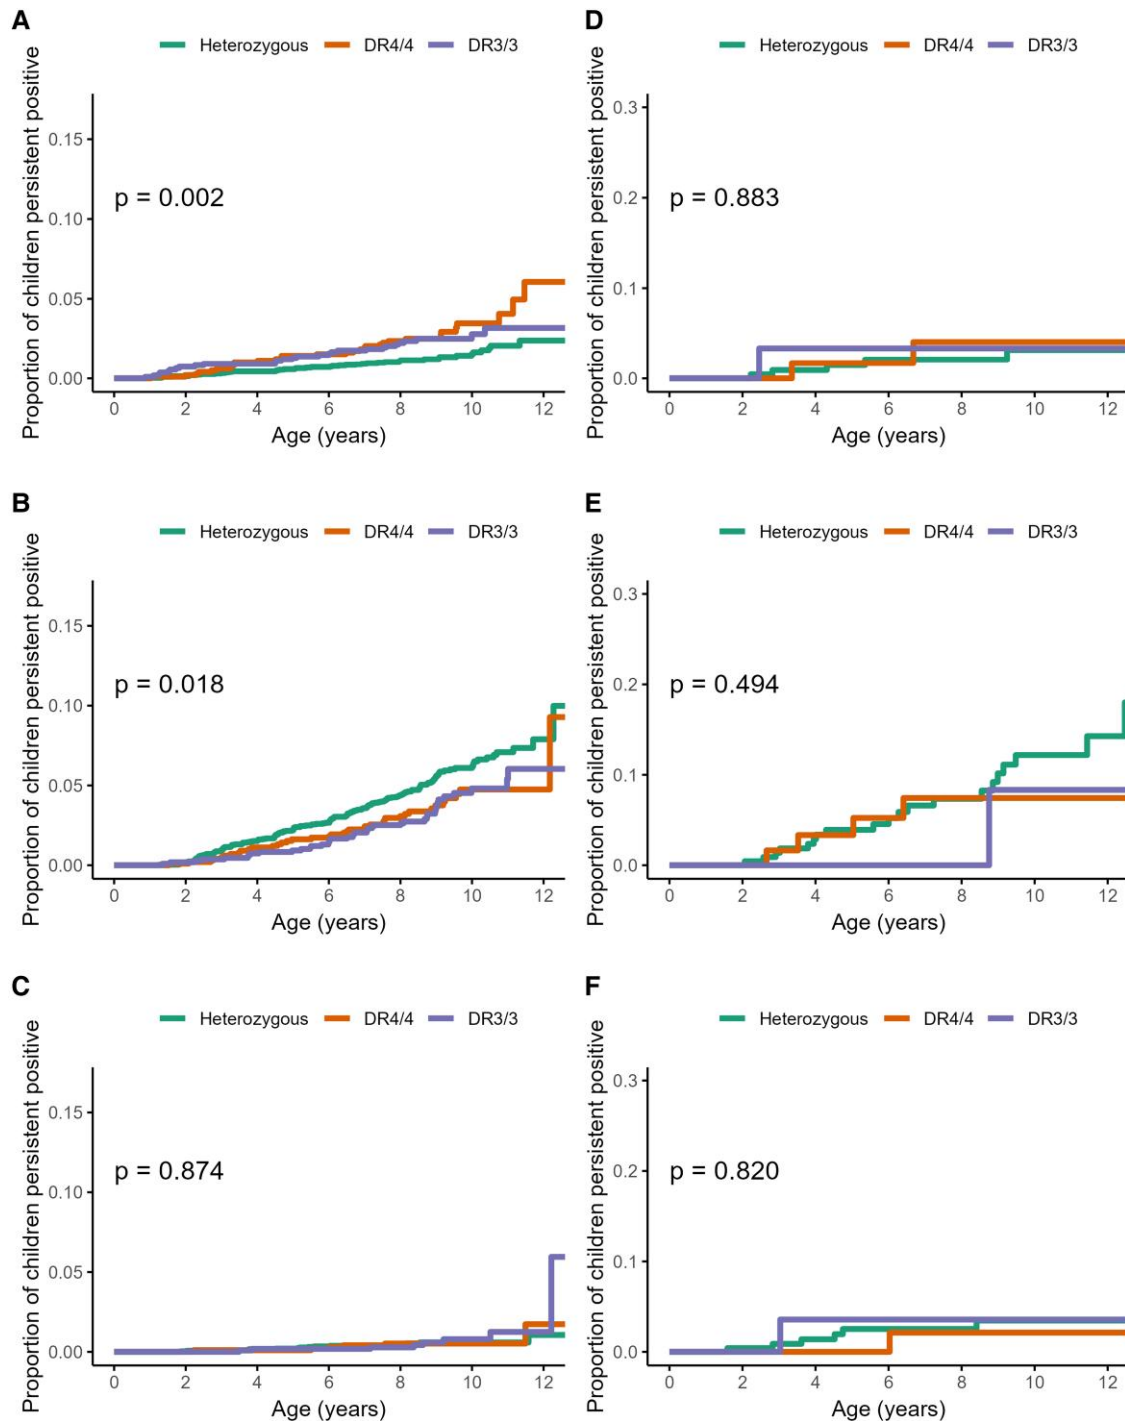 A
Heterozygous DR4/4 DR3/3
Proportion of children persistent positive
0.15
0.10
0.05
0.00
p = 0.002
0 2 4 6 8 10 12
Age (years)
D
Heterozygous DR4/4 DR3/3
Proportion of children persistent positive
0.3
0.2
0.1
0.0
p = 0.883
0 2 4 6 8 10 12
Age (years)
B
Heterozygous DR4/4 DR3/3
Proportion of children persistent positive
0.15
0.10
0.05
0.00
p = 0.018
0 2 4 6 8 10 12
Age (years)
E
Heterozygous DR4/4 DR3/3
Proportion of children persistent positive
0.3
0.2
0.1
0.0
p = 0.494
0 2 4 6 8 10 12
Age (years)
C
Heterozygous DR4/4 DR3/3
Proportion of children persistent positive
0.15
0.10
0.05
0.00
p = 0.874
0 2 4 6 8 10 12
Age (years)
F
Heterozygous DR4/4 DR3/3
Proportion of children persistent positive
0.3
0.2
0.1
0.0
p = 0.820
0 2 4 6 8 10 12
Age (years)